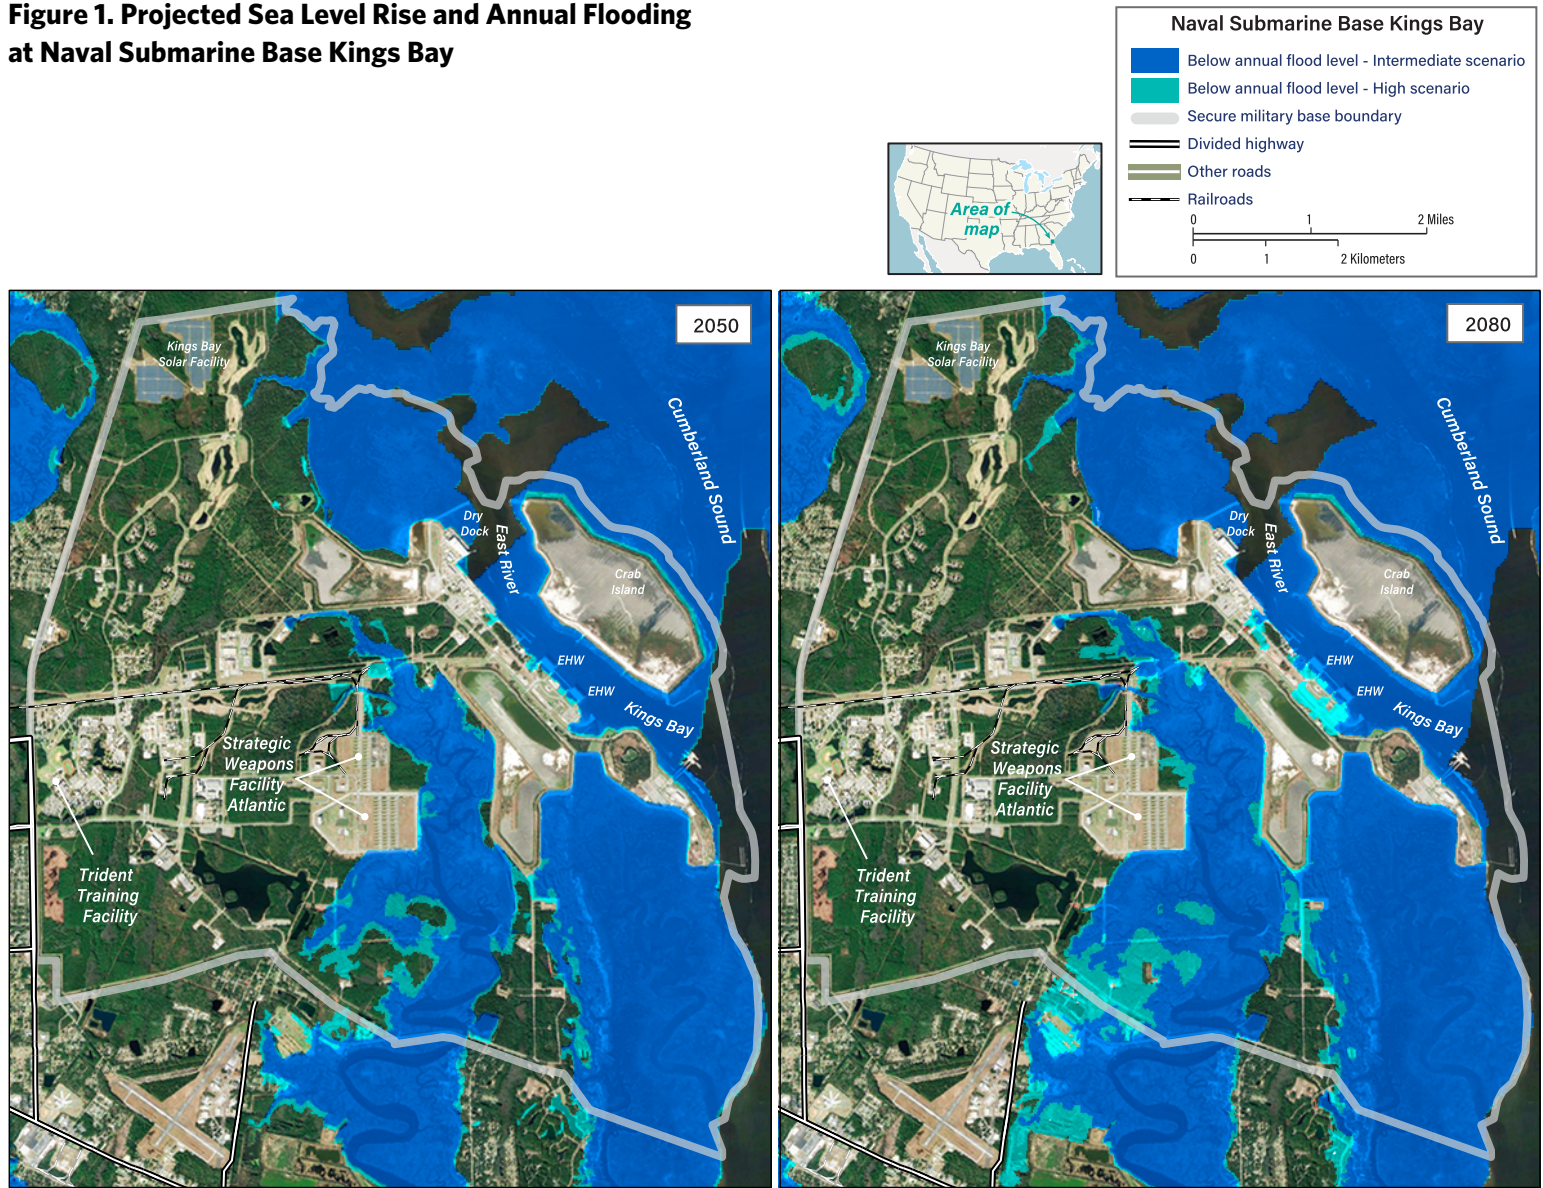 Figure 1. Projected Sea Level Rise and Annual Flooding
at Naval Submarine Base Kings Bay
Naval Submarine Base Kings Bay
Below annual flood level - Intermediate scenario
Below annual flood level - High scenario
Secure military base boundary
Divided highway
Other roads
Railroads
0 1 2 Miles
0 1 2 Kilometers
Area of
map
2050
Kings Bay
Solar Facility
Cumberland Sound
Dry
Dock
East River
Crab
Island
EHW
EHW
Kings Bay
Strategic
Weapons
Facility
Atlantic
Trident
Training
Facility
2080
Kings Bay
Solar Facility
Cumberland Sound
Dry
Dock
East River
Crab
Island
EHW
EHW
Kings Bay
Strategic
Weapons
Facility
Atlantic
Trident
Training
Facility